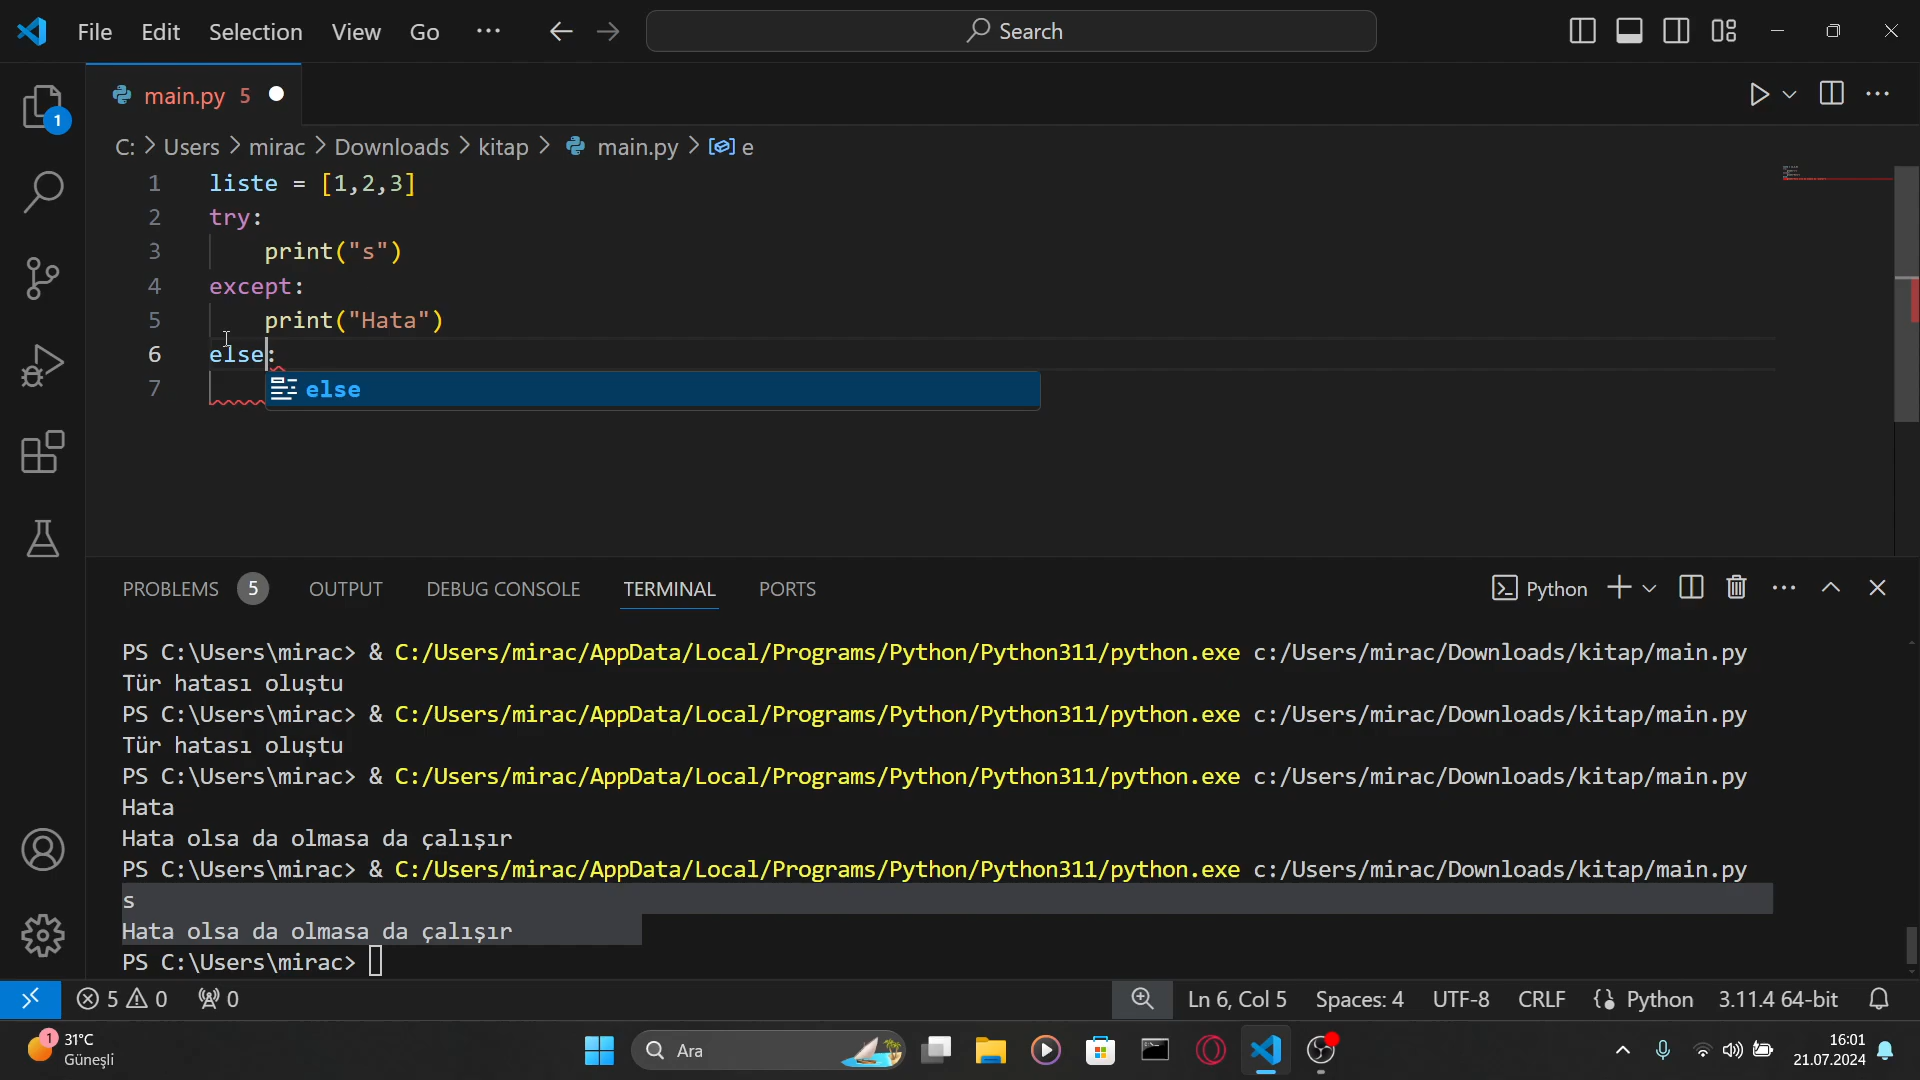 File Edit Selection View Go ... Search
main.py 5
C: > Users > mirac > Downloads > kitap > main.py > e
1 liste = [1,2,3]
2 try:
3     print("s")
4 except:
5     print("Hata")
6 else:
else
7
PROBLEMS 5 OUTPUT DEBUG CONSOLE TERMINAL PORTS Python
PS C:\Users\mirac> & C:/Users/mirac/AppData/Local/Programs/Python/Python311/python.exe c:/Users/mirac/Downloads/kitap/main.py
Tür hatası oluştu
PS C:\Users\mirac> & C:/Users/mirac/AppData/Local/Programs/Python/Python311/python.exe c:/Users/mirac/Downloads/kitap/main.py
Tür hatası oluştu
PS C:\Users\mirac> & C:/Users/mirac/AppData/Local/Programs/Python/Python311/python.exe c:/Users/mirac/Downloads/kitap/main.py
Hata
Hata olsa da olmasa da çalışır
PS C:\Users\mirac> & C:/Users/mirac/AppData/Local/Programs/Python/Python311/python.exe c:/Users/mirac/Downloads/kitap/main.py
s
Hata olsa da olmasa da çalışır
PS C:\Users\mirac>
1
5 0 0 Ln 6, Col 5 Spaces: 4 UTF-8 CRLF Python 3.11.4 64-bit
1 31°C
Güneşli
Ara
16:01
21.07.2024